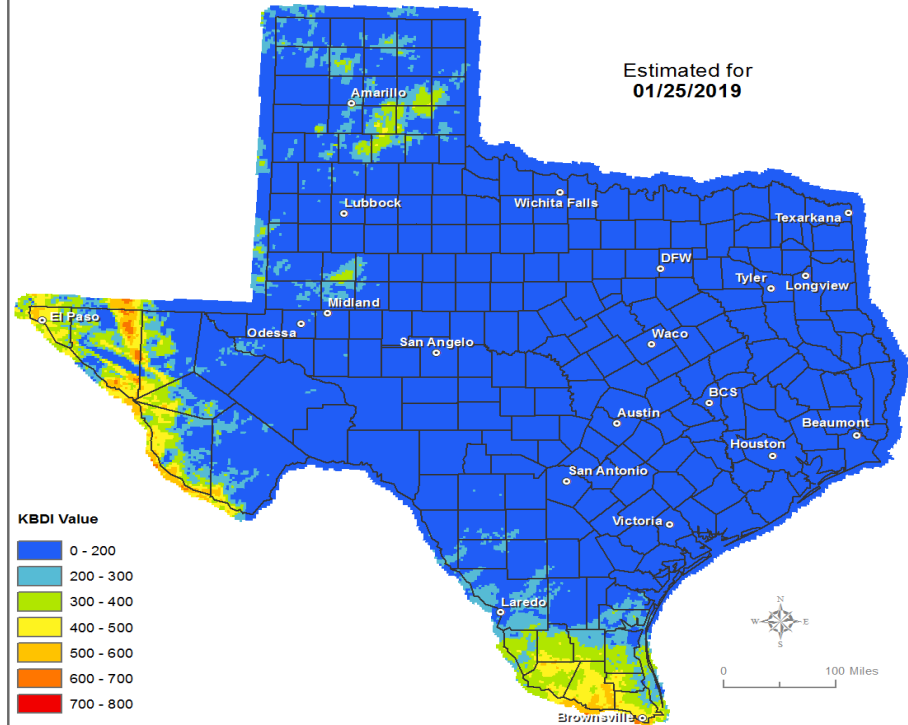 Estimated for
01/25/2019
Amarillo
Lubbock
Wichita Falls
Texarkana
DFW
Tyler
Longview
Midland
El Paso
Odessa
San Angelo
Waco
BCS
Austin
Beaumont
Houston
San Antonio
Victoria
Laredo
Brownsville
KBDI Value
0 - 200
200 - 300
300 - 400
400 - 500
500 - 600
600 - 700
700 - 800
N
W E
S
0 100 Miles